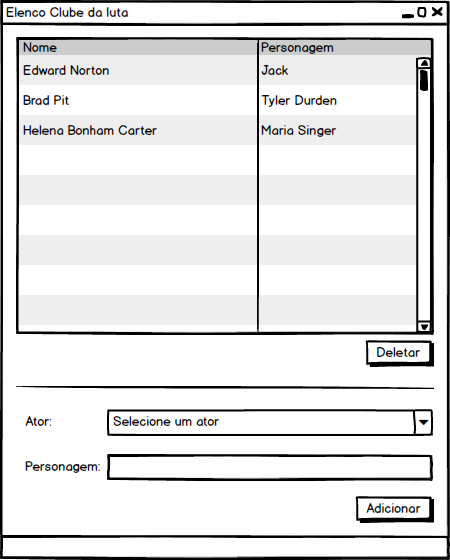 Elenco Clube da luta
Nome Personagem
Edward Norton Jack
Brad Pit Tyler Durden
Helena Bonham Carter Maria Singer
Deletar
Ator: Selecione um ator
Personagem:
Adicionar